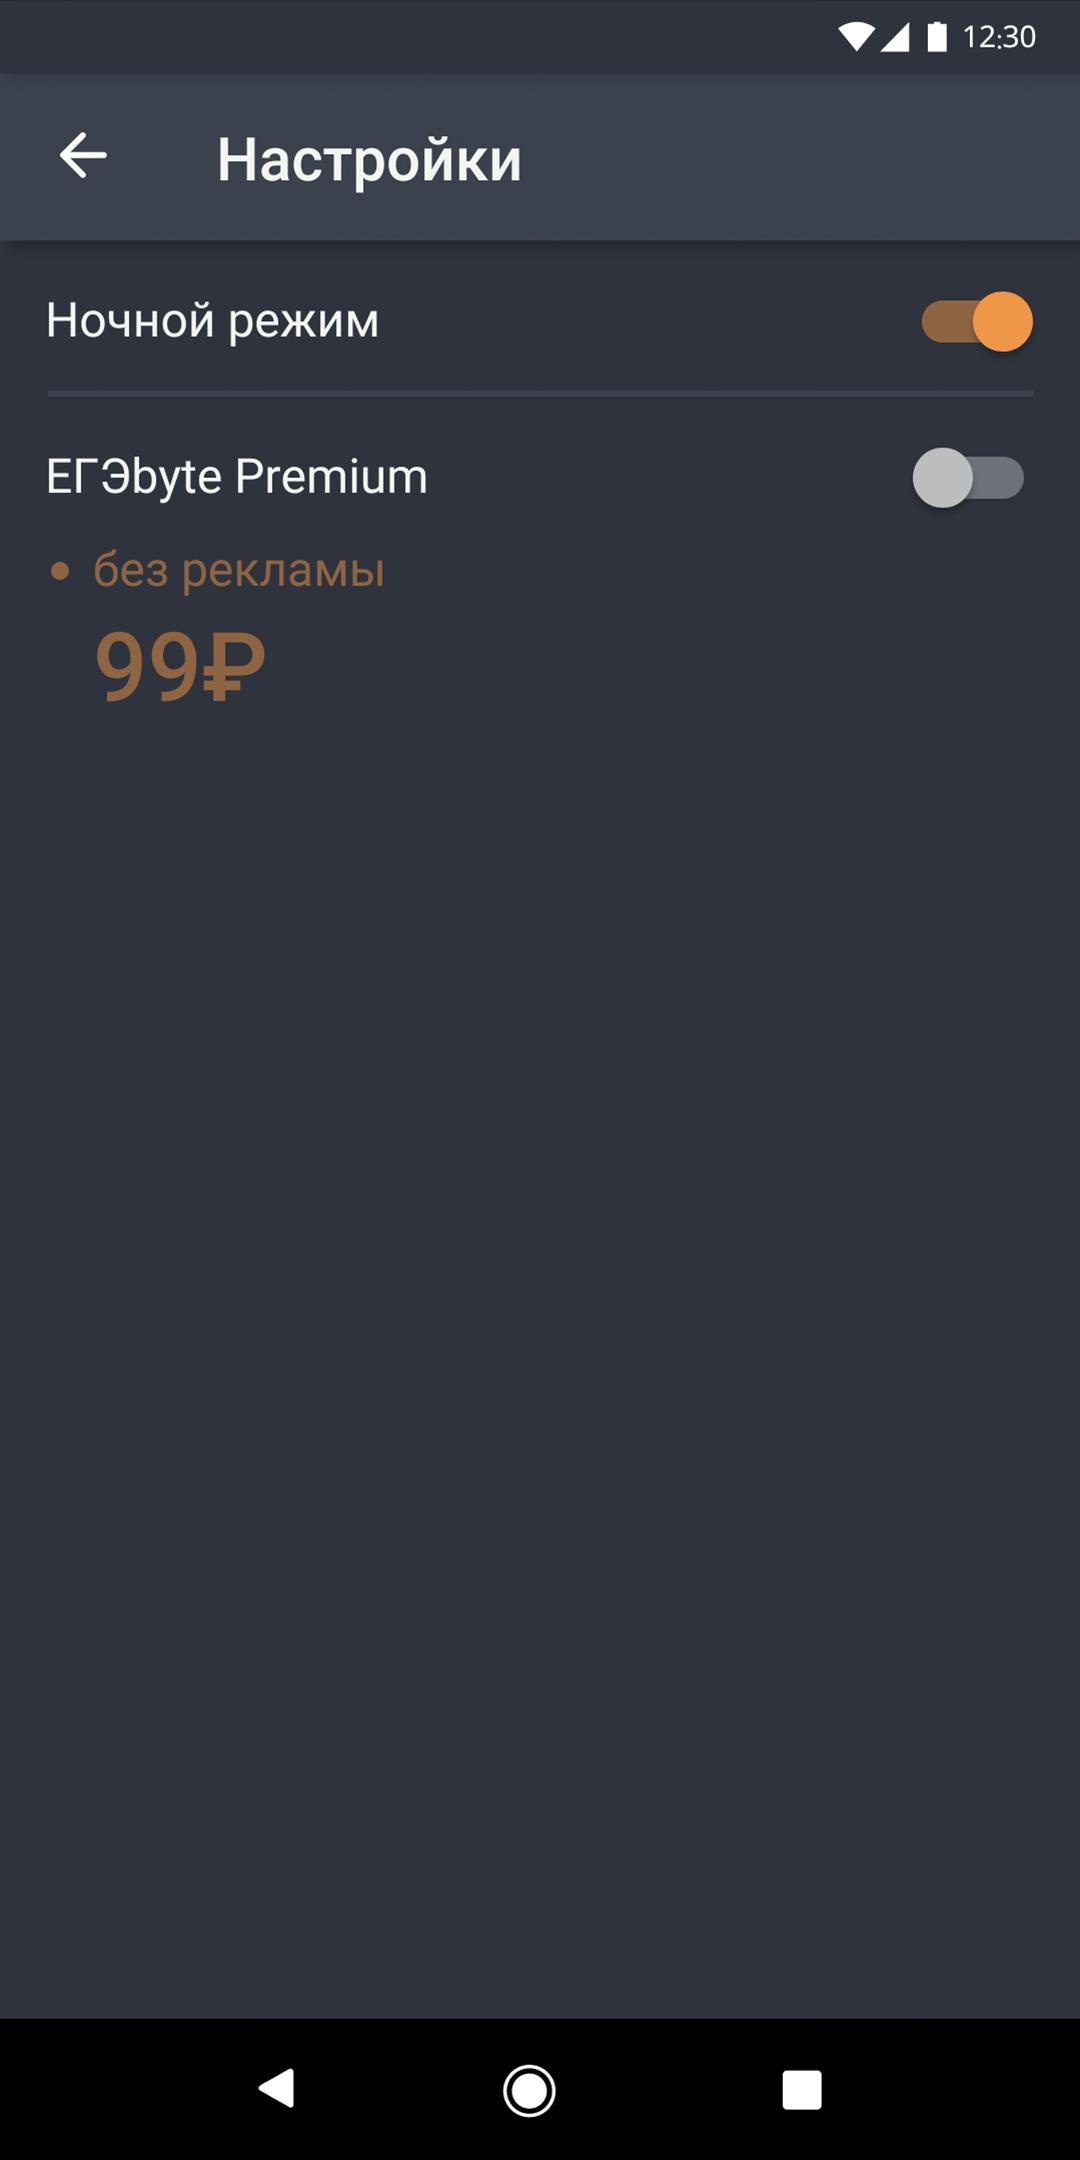 12:30
Настройки
Ночной режим
ЕГЭbyte Premium
• без рекламы
99₽